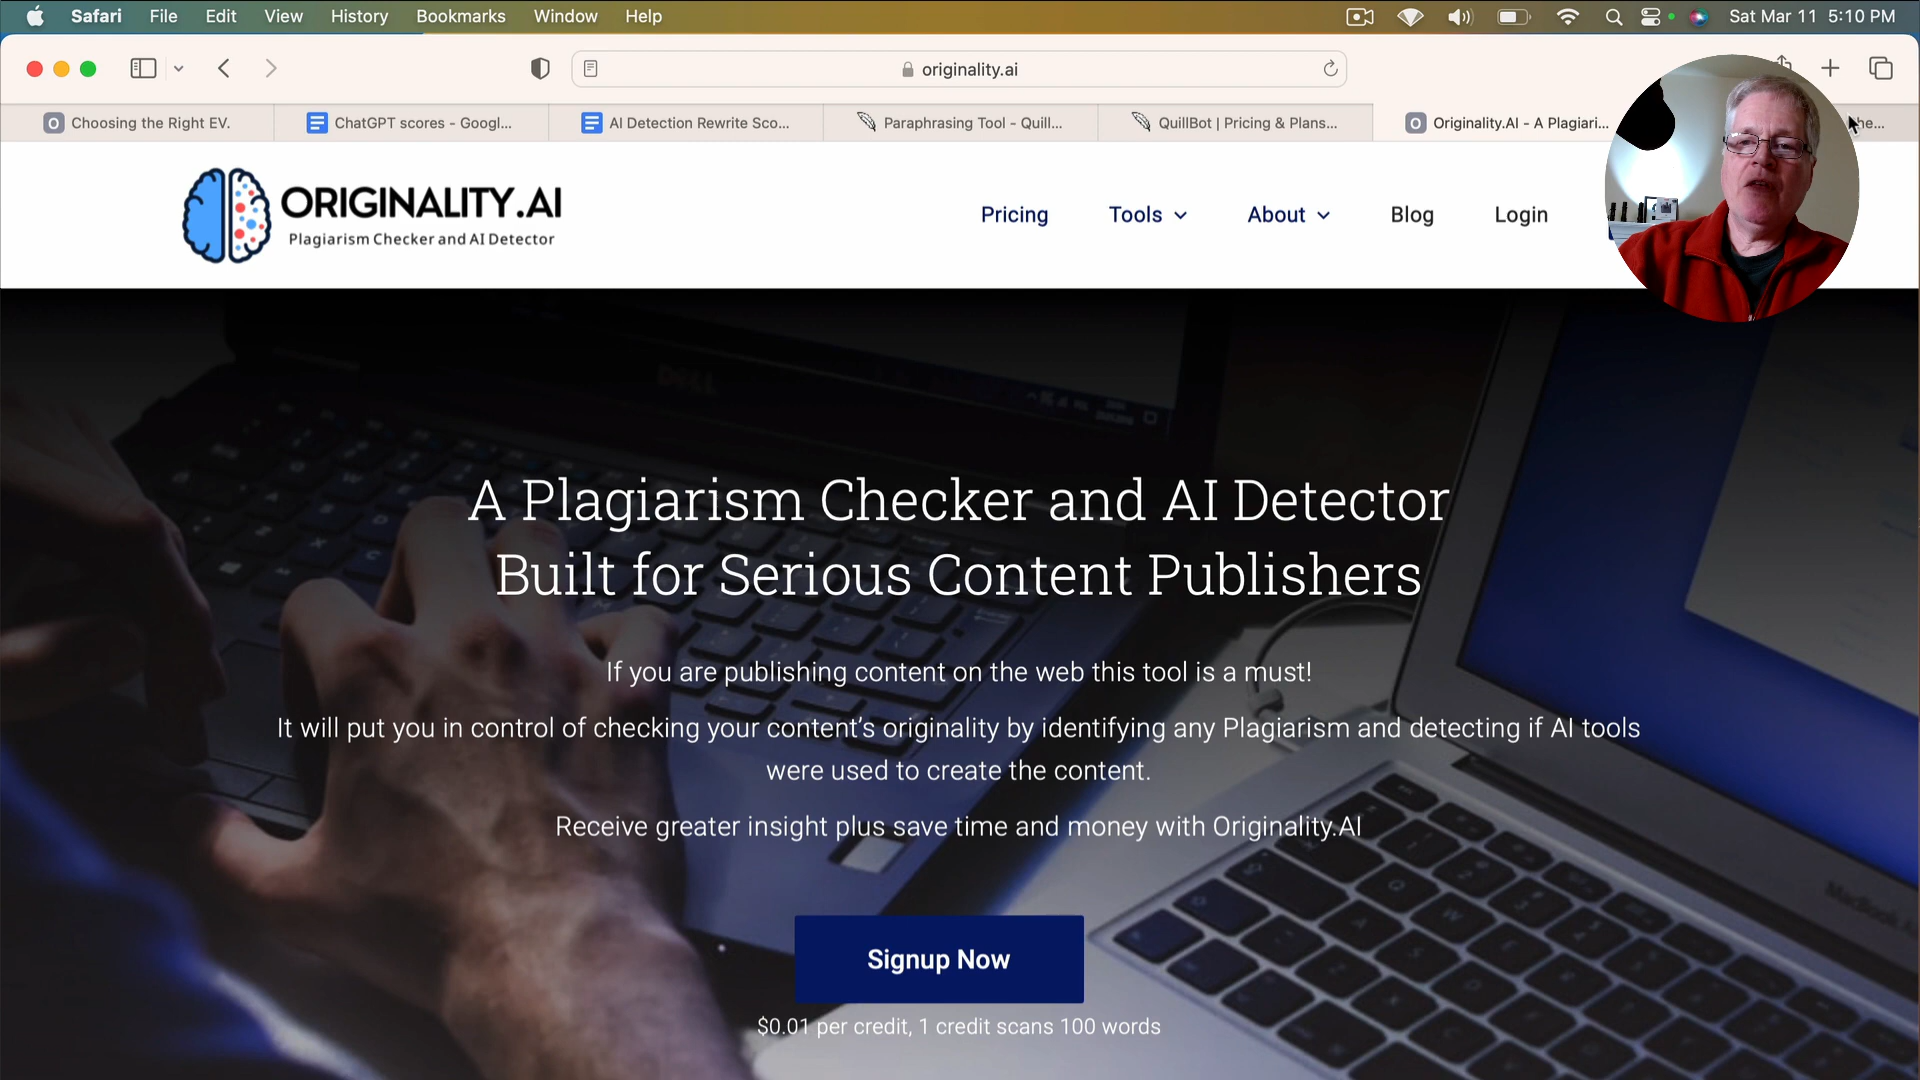 Safari File Edit View History Bookmarks Window Help Sat Mar 11 5:10 PM
originality.ai
Choosing the Right EV. ChatGPT scores - Googl... AI Detection Rewrite Sco... Paraphrasing Tool - Quill... QuillBot | Pricing & Plans... Originality.AI - A Plagiari... he...
ORIGINALITY.AI
Plagiarism Checker and AI Detector
Pricing Tools About Blog Login
DELL
A Plagiarism Checker and AI Detector
Built for Serious Content Publishers
If you are publishing content on the web this tool is a must!
It will put you in control of checking your content's originality by identifying any Plagiarism and detecting if AI tools
were used to create the content.
Receive greater insight plus save time and money with Originality.AI
Signup Now
$0.01 per credit, 1 credit scans 100 words